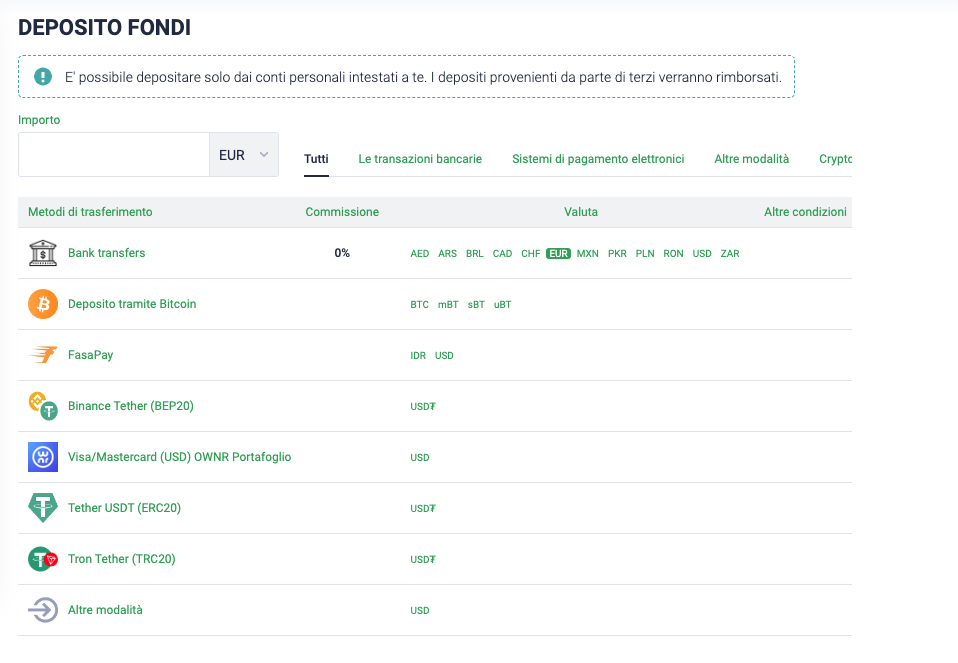 DEPOSITO FONDI
E' possibile depositare solo dai conti personali intestati a te. I depositi provenienti da parte di terzi verranno rimborsati.
Importo
EUR
Tutti Le transazioni bancarie Sistemi di pagamento elettronici Altre modalità Crypto
Metodi di trasferimento Commissione Valuta Altre condizioni
Bank transfers 0% AED ARS BRL CAD CHF EUR MXN PKR PLN RON USD ZAR
Deposito tramite Bitcoin BTC mBT sBT uBT
FasaPay IDR USD
Binance Tether (BEP20) USD₮
Visa/Mastercard (USD) OWNR Portafoglio USD
Tether USDT (ERC20) USD₮
Tron Tether (TRC20) USD₮
Altre modalità USD